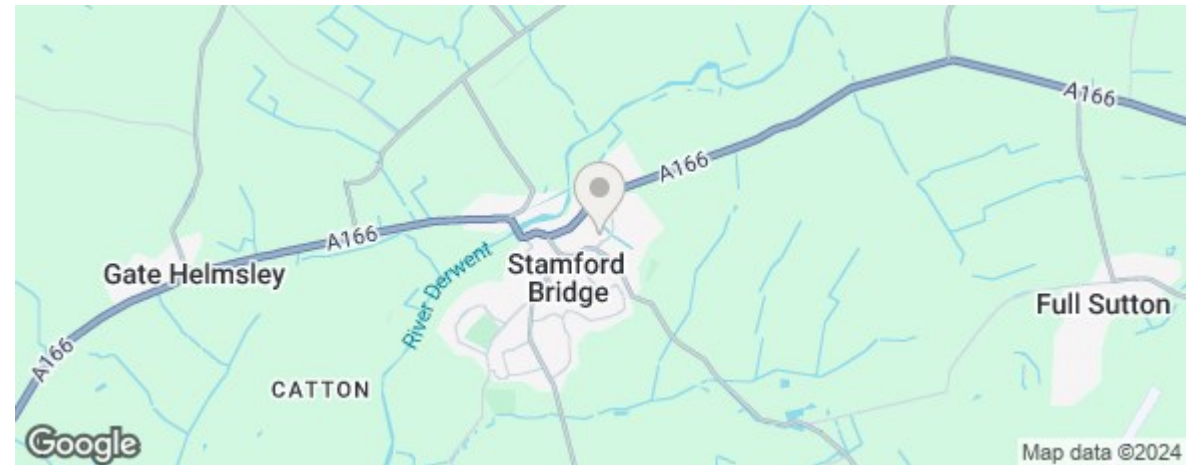 A166
A166
A166
Gate Helmsley
River Derwent
Stamford
Bridge
Full Sutton
A166
CATTON
Google
Map data ©2024